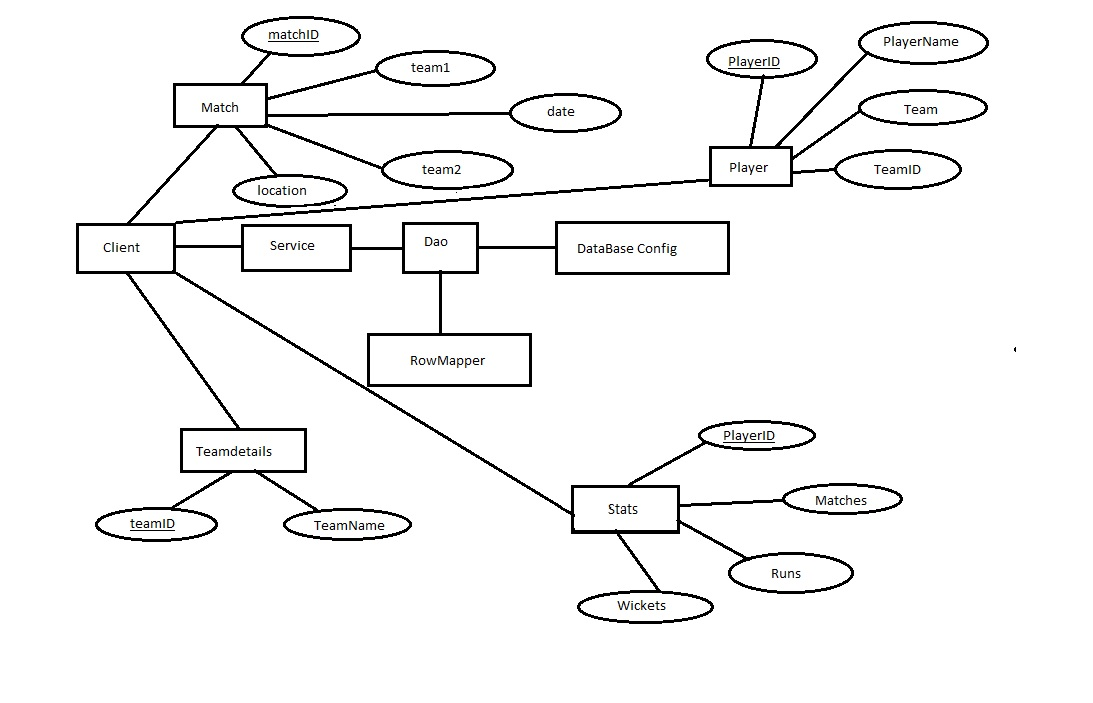 matchID
team1
Match
date
team2
location
PlayerID
PlayerName
Team
Player
TeamID
Client
Service
Dao
DataBase Config
RowMapper
Teamdetails
teamID
TeamName
PlayerID
Stats
Matches
Runs
Wickets